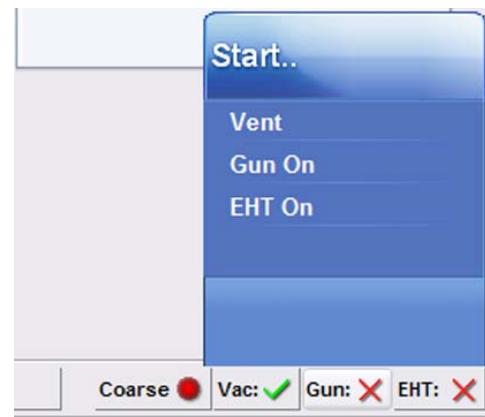 Start..
Vent
Gun On
EHT On
Coarse Vac: Gun: EHT: